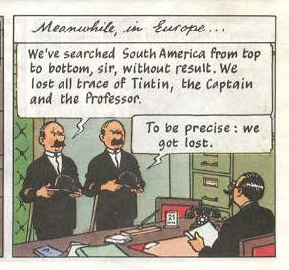 Meanwhile, in Europe...
We've searched South America from top
to bottom, sir, without result. We
lost all trace of Tintin, the Captain
and the Professor.
To be precise: we
got lost.
21